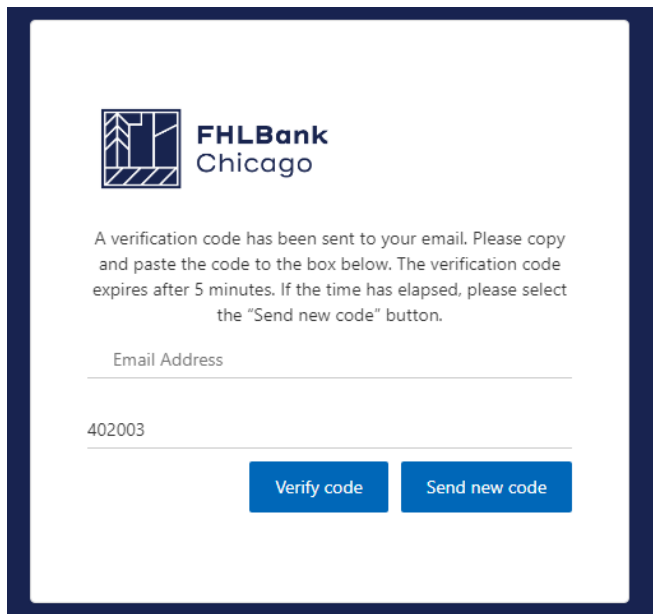 FHLBank
Chicago
A verification code has been sent to your email. Please copy
and paste the code to the box below. The verification code
expires after 5 minutes. If the time has elapsed, please select
the “Send new code” button.
Email Address
402003
Verify code
Send new code